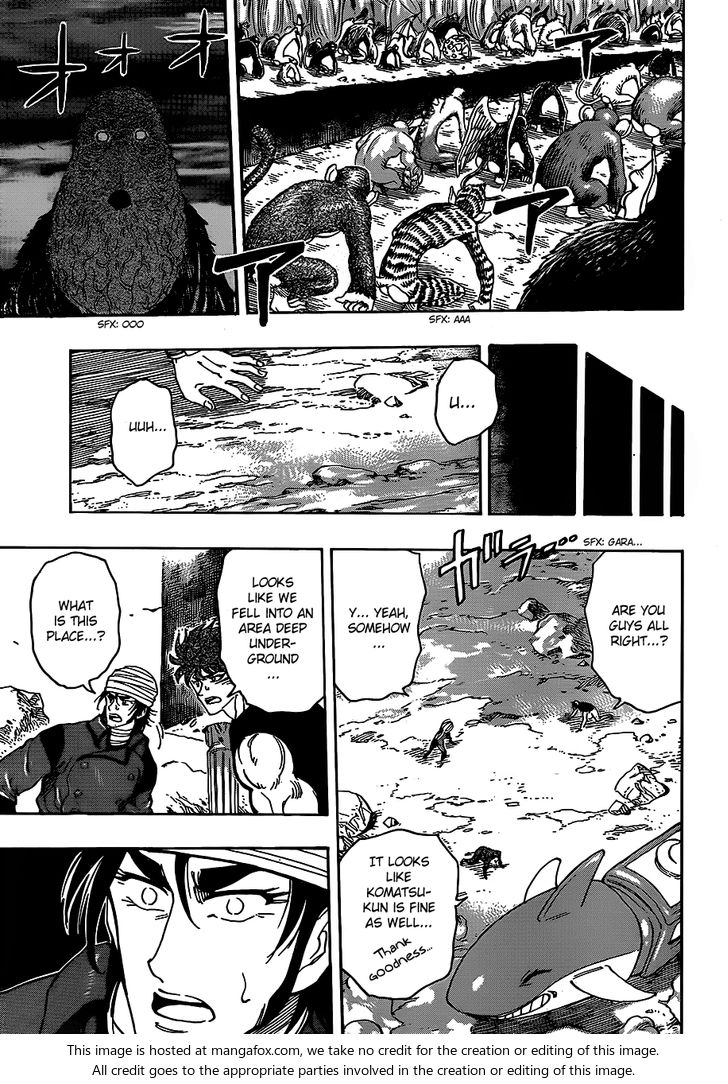 アアア
SFX: AAA
オオオ
SFX: OOO
U...
UUH...
ガラ...
SFX: GARA...
ARE YOU
GUYS ALL
RIGHT...?
Y... YEAH,
SOMEHOW
...
IT LOOKS
LIKE
KOMATSU-
KUN IS FINE
AS WELL...
Thank
Goodness...
LOOKS
LIKE WE
FELL INTO AN
AREA DEEP
UNDER-
GROUND
...
WHAT
IS THIS
PLACE...?
This image is hosted at mangafox.com, we take no credit for the creation or editing of this image.
All credit goes to the appropriate parties involved in the creation or editing of this image.